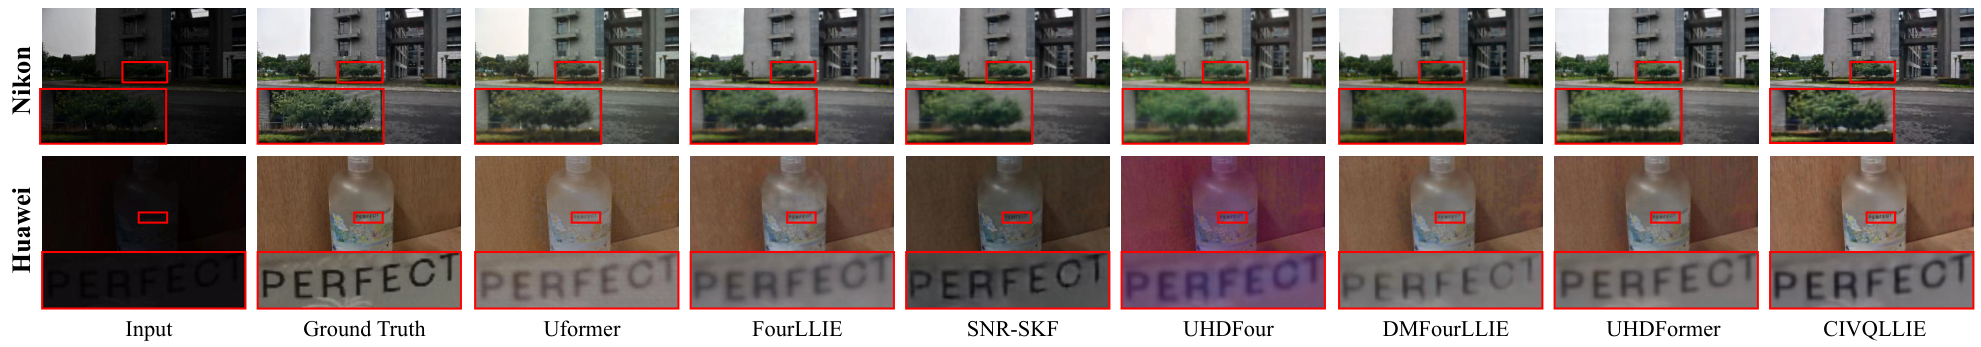 Nikon
Huawei
PERFECT
PERFECT
PERFECT
PERFECT
PERFECT
PERFECT
PERFECT
PERFECT
PERFECT
Input
Ground Truth
Uformer
FourLLIE
SNR-SKF
UHDFour
DMFourLLIE
UHDFormer
CIVQLLIE